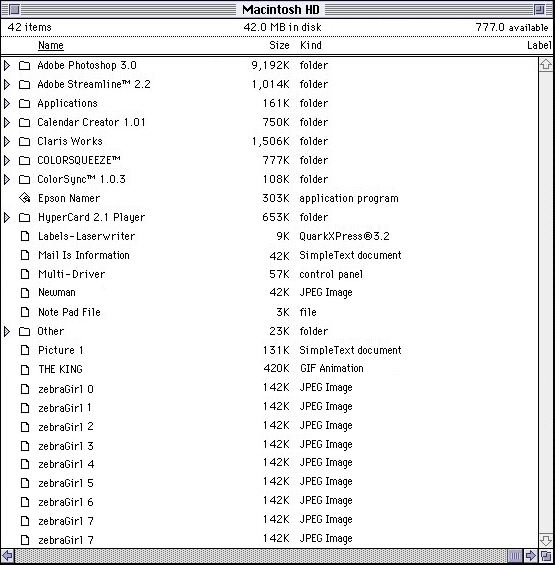 Macintosh HD
42 items 42.0 MB in disk 777.0 available
Name Size Kind Label
Adobe Photoshop 3.0 9,192K folder
Adobe Streamline™ 2.2 1,014K folder
Applications 161K folder
Calendar Creator 1.01 750K folder
Claris Works 1,506K folder
COLORSQUEEZE™ 777K folder
ColorSync™ 1.0.3 108K folder
Epson Namer 303K application program
HyperCard 2.1 Player 653K folder
Labels-Laserwriter 9K QuarkXPress®3.2
Mail Is Information 42K SimpleText document
Multi-Driver 57K control panel
Newman 42K JPEG Image
Note Pad File 3K file
Other 23K folder
Picture 1 131K SimpleText document
THE KING 420K GIF Animation
zebraGirl 0 142K JPEG Image
zebraGirl 1 142K JPEG Image
zebraGirl 2 142K JPEG Image
zebraGirl 3 142K JPEG Image
zebraGirl 4 142K JPEG Image
zebraGirl 5 142K JPEG Image
zebraGirl 6 142K JPEG Image
zebraGirl 7 142K JPEG Image
zebraGirl 7 142K JPEG Image